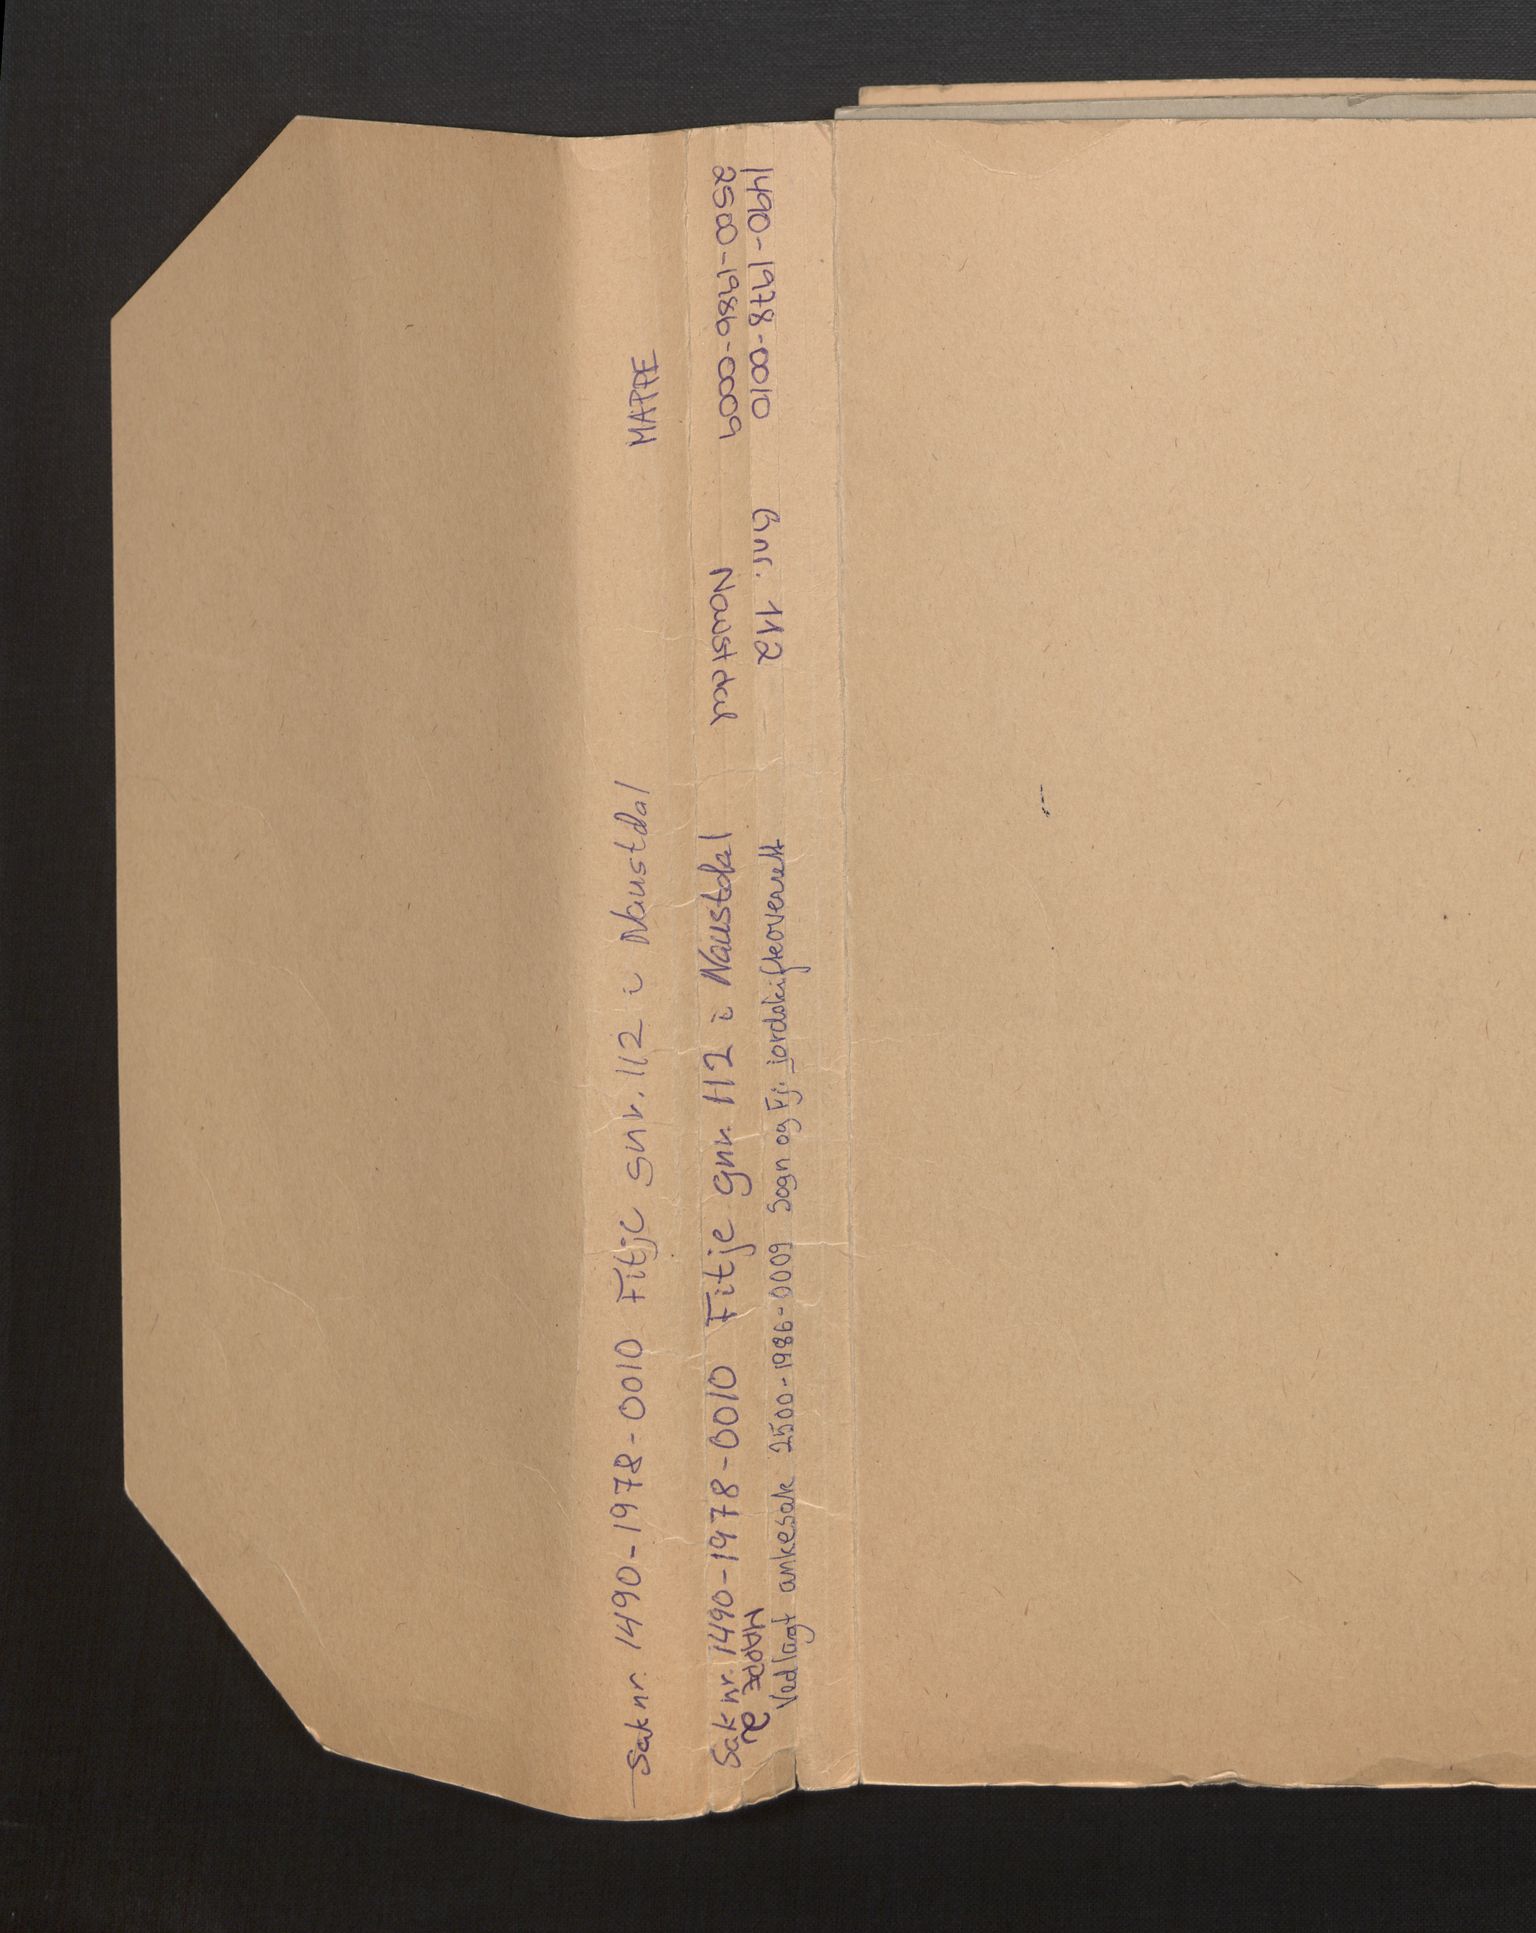 Sak nr. 1490-1978-0010 Fitje gnr. 112 i Naustdal MAPPE
Sak nr. 1490-1978-0010 Fitje gnr. 112 i Naustdal
Vedlagt ankesak 2500-1986-0009 Sogn og Fj. jordskifteoverrett
1490-1978-0010 Gnr. 112
2500-1986-0009 Naustdal
MAPPE 2